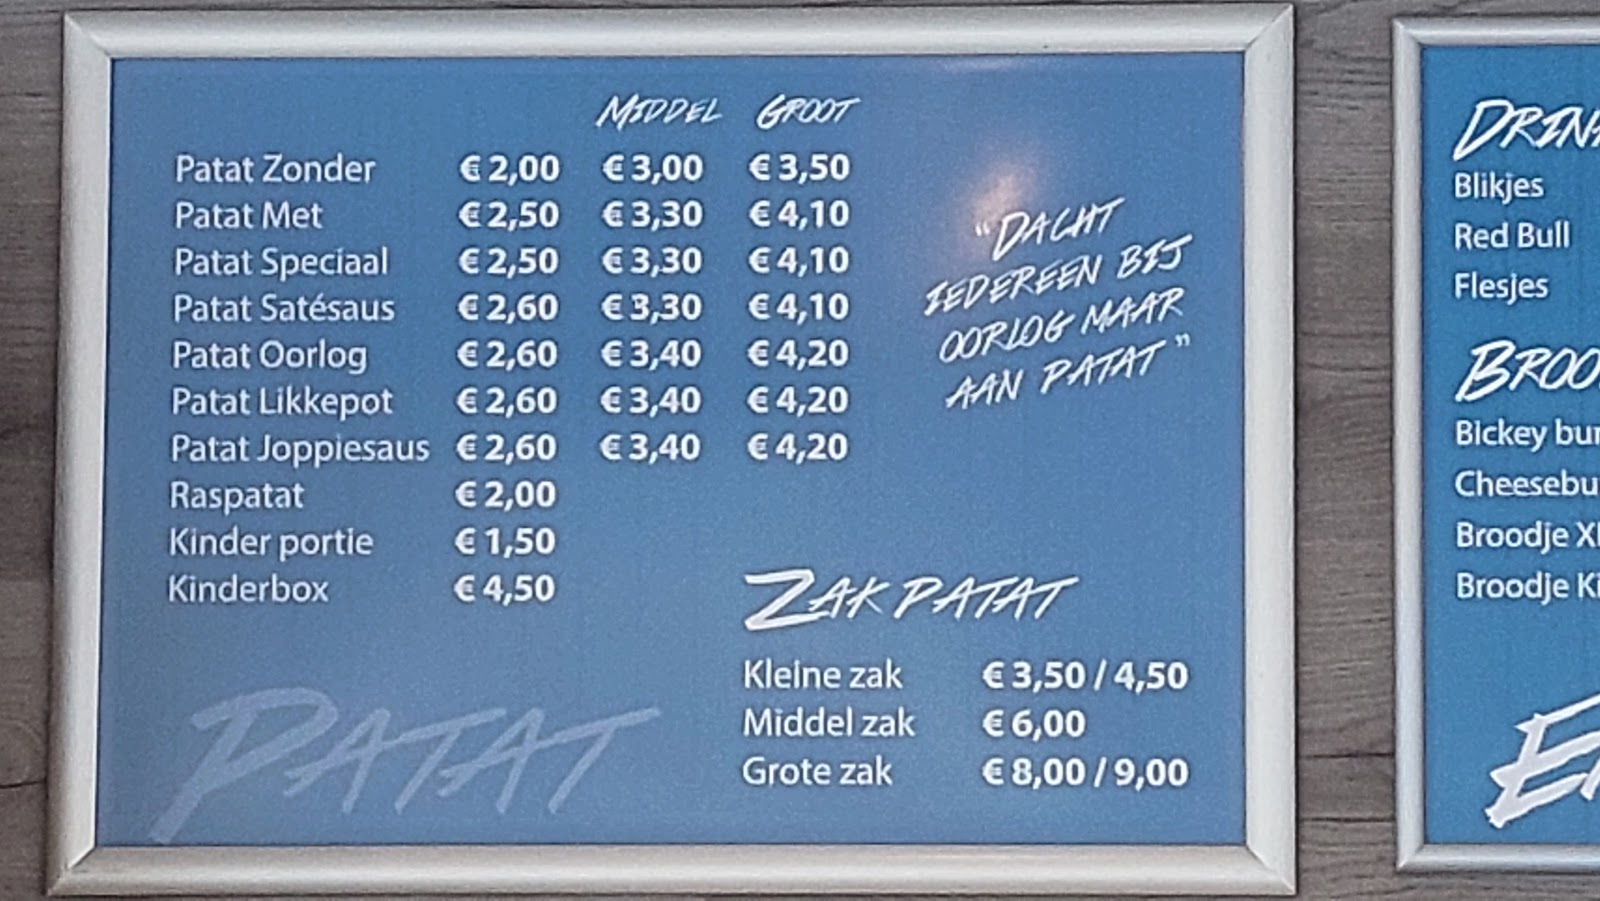 MIDDEL GROOT
Patat Zonder € 2,00 € 3,00 € 3,50
Patat Met € 2,50 € 3,30 € 4,10
Patat Speciaal € 2,50 € 3,30 € 4,10
Patat Satésaus € 2,60 € 3,30 € 4,10
Patat Oorlog € 2,60 € 3,40 € 4,20
Patat Likkepot € 2,60 € 3,40 € 4,20
Patat Joppiesaus € 2,60 € 3,40 € 4,20
Raspatat € 2,00
Kinder portie € 1,50
Kinderbox € 4,50
"DACHT
IEDEREEN BIJ
OORLOG MAAR
AAN PATAT"
ZAK PATAT
Kleine zak € 3,50 / 4,50
Middel zak € 6,00
Grote zak € 8,00 / 9,00
PATAT
Blikjes
Red Bull
Flesjes
Bickey
Broodje
Broodje